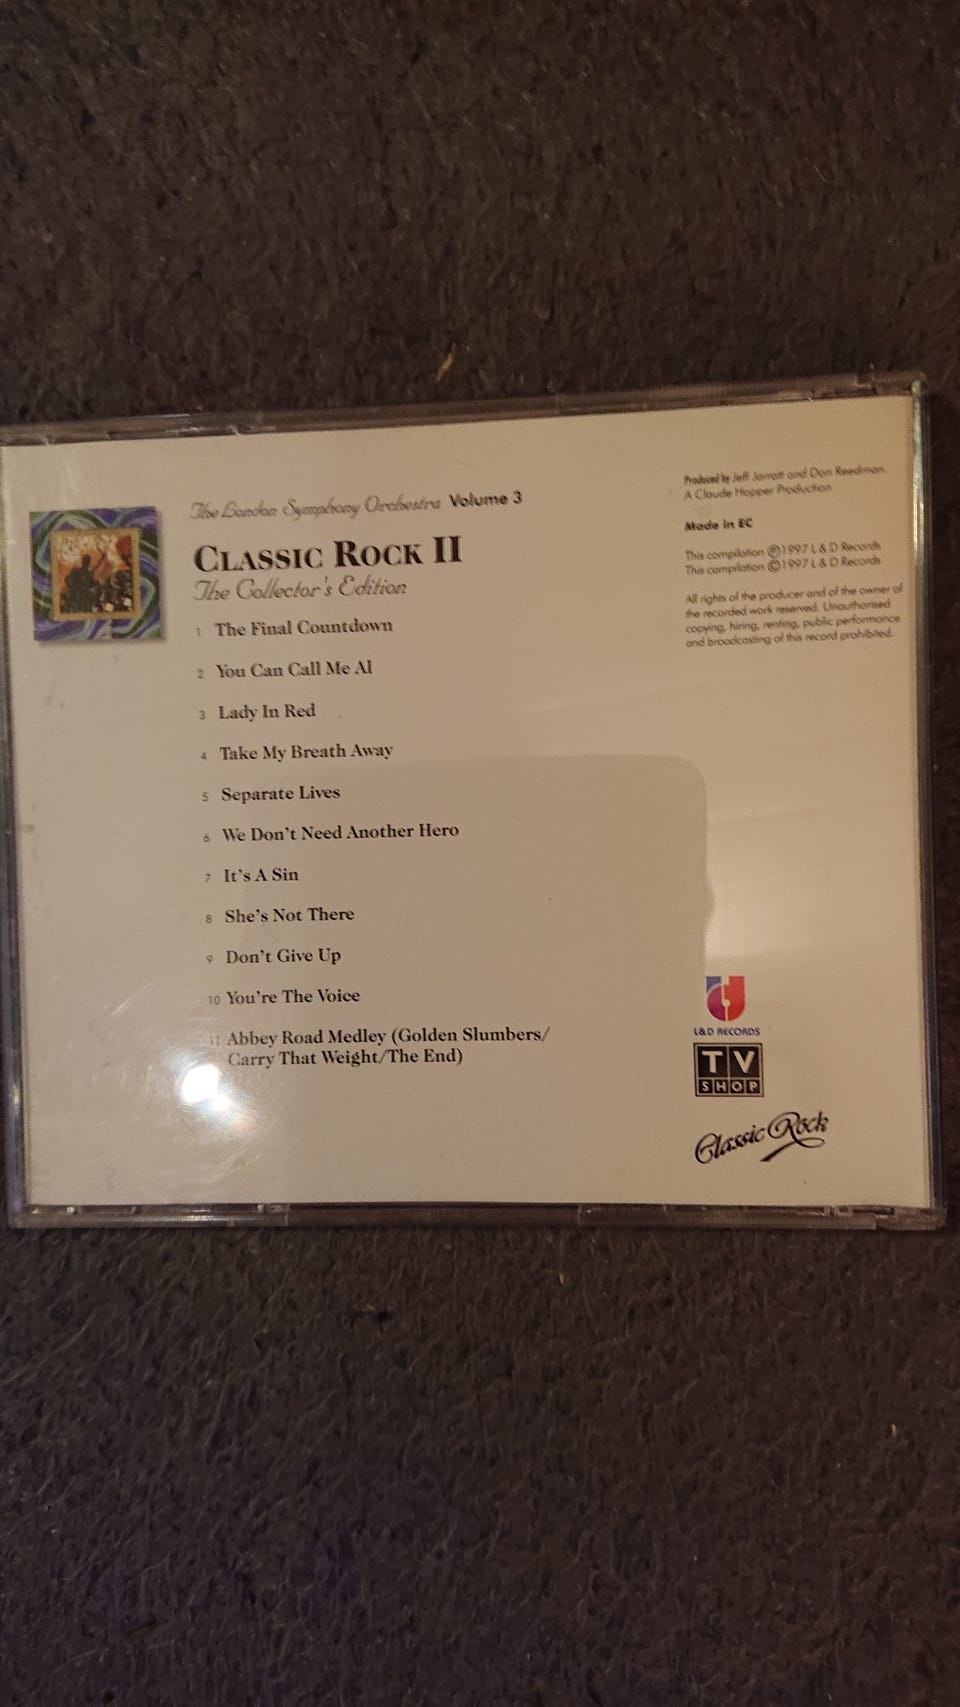 The London Symphony Orchestra Volume 3
CLASSIC ROCK II
The Collector's Edition
1 The Final Countdown
2 You Can Call Me Al
3 Lady In Red
4 Take My Breath Away
5 Separate Lives
6 We Don't Need Another Hero
7 It's A Sin
8 She's Not There
9 Don't Give Up
10 You're The Voice
11 Abbey Road Medley (Golden Slumbers/
Carry That Weight/The End)
Produced by Jeff Jarratt and Don Reedman.
A Claude Hopper Production
Made in EC
This compilation ℗1997 L & D Records
This compilation ©1997 L & D Records
All rights of the producer and of the owner of
the recorded work reserved. Unauthorised
copying, hiring, renting, public performance
and broadcasting of this record prohibited.
L&D RECORDS
TV
SHOP
Classic Rock